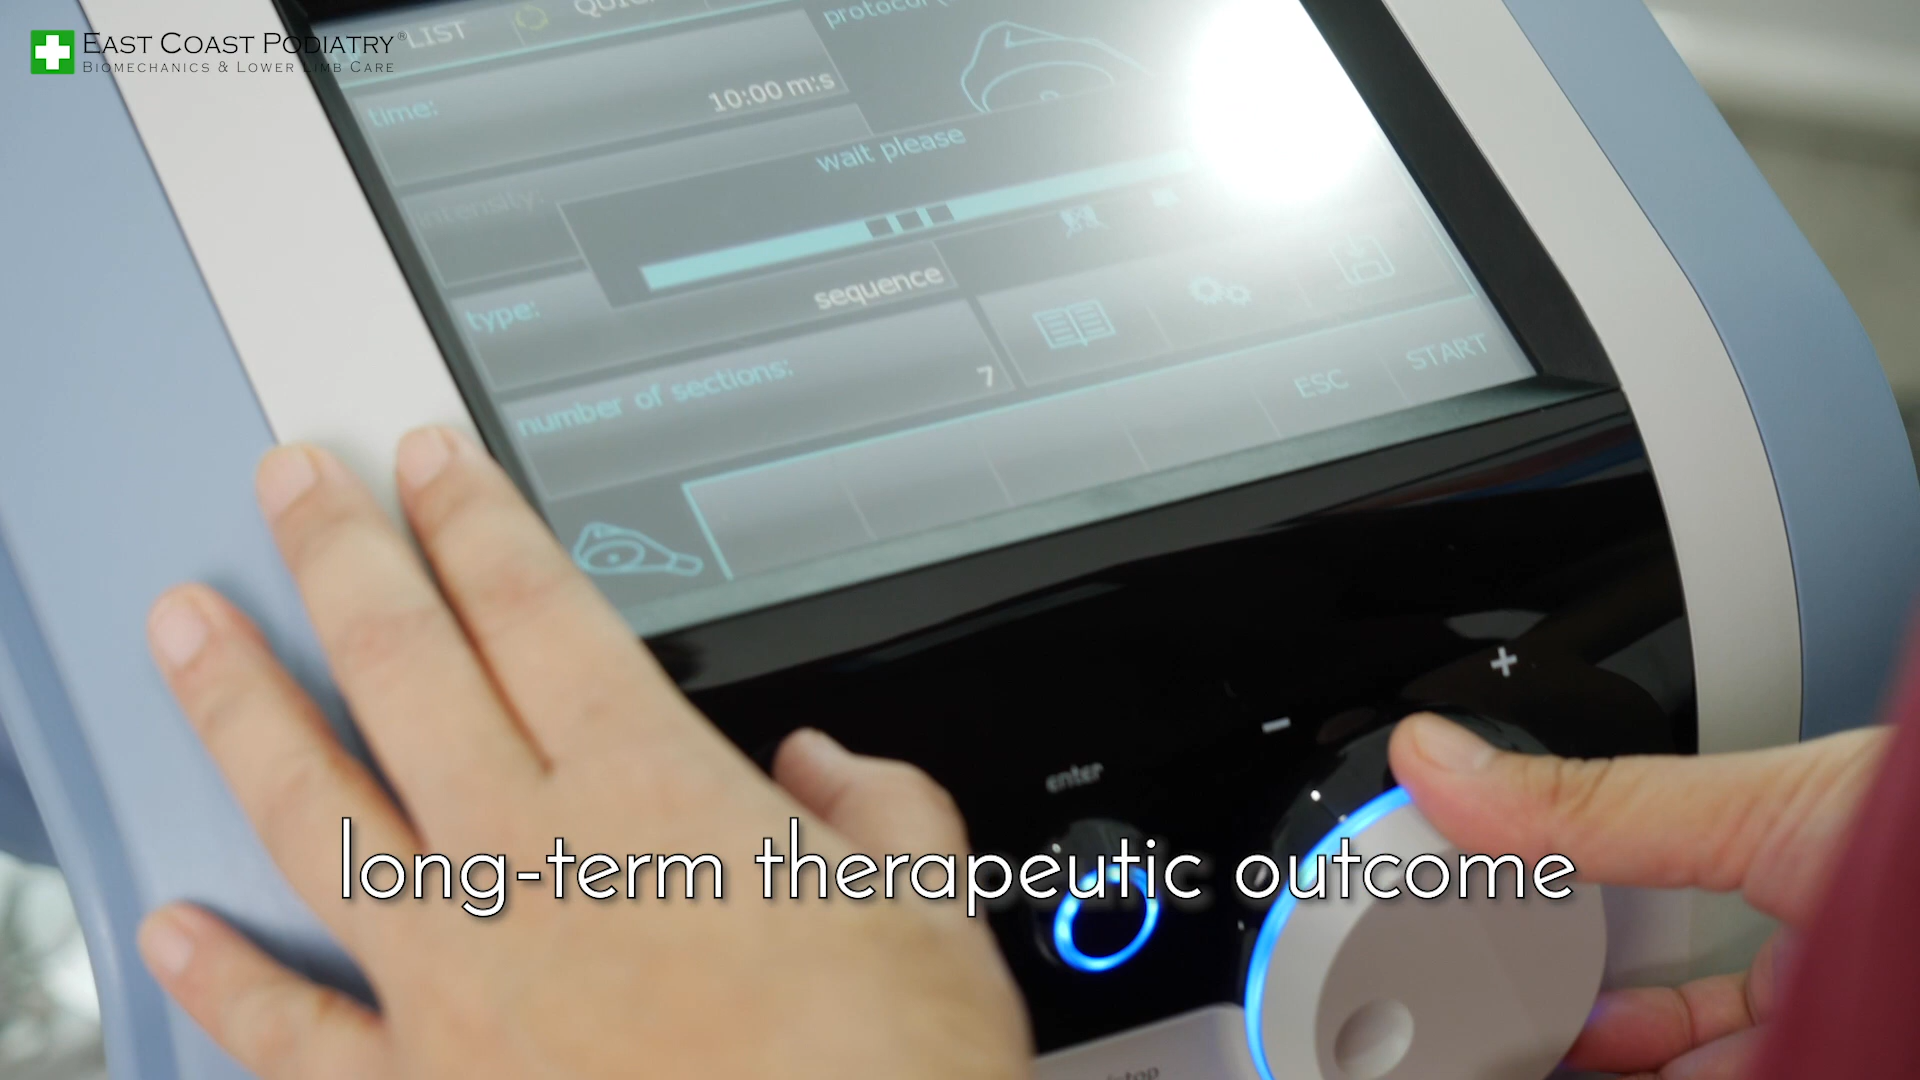 EAST COAST PODIATRY®
BIOMECHANICS & LOWER LIMB CARE
LIST
time:
10:00 m:s
wait please
intensity:
type:
sequence
number of sections:
7
ESC
START
+
-
enter
long-term therapeutic outcome